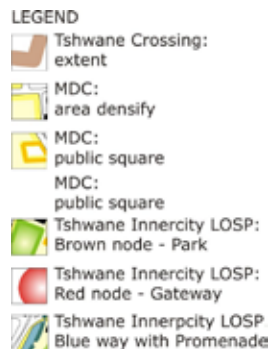 LEGEND
Tshwane Crossing:
extent
MDC:
area densify
MDC:
public square
MDC:
public square
Tshwane Innercity LOSP:
Brown node - Park
Tshwane Innercity LOSP:
Red node - Gateway
Tshwane Innerpcity LOSP
Blue way with Promenade